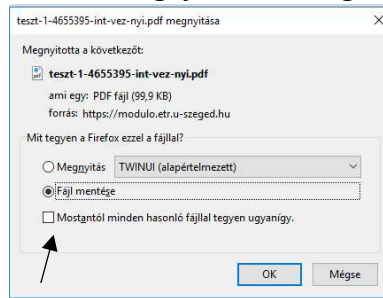 teszt-1-4655395-int-vez-nyi.pdf megnyitása
Megnyitotta a következőt:
teszt-1-4655395-int-vez-nyi.pdf
ami egy: PDF fájl (99,9 KB)
forrás: https://modulo.etr.u-szeged.hu
Mit tegyen a Firefox ezzel a fájllal?
Megnyitás TWINUI (alapértelmezett)
Fájl mentése
Mostantól minden hasonló fájllal tegyen ugyanígy.
OK Mégse